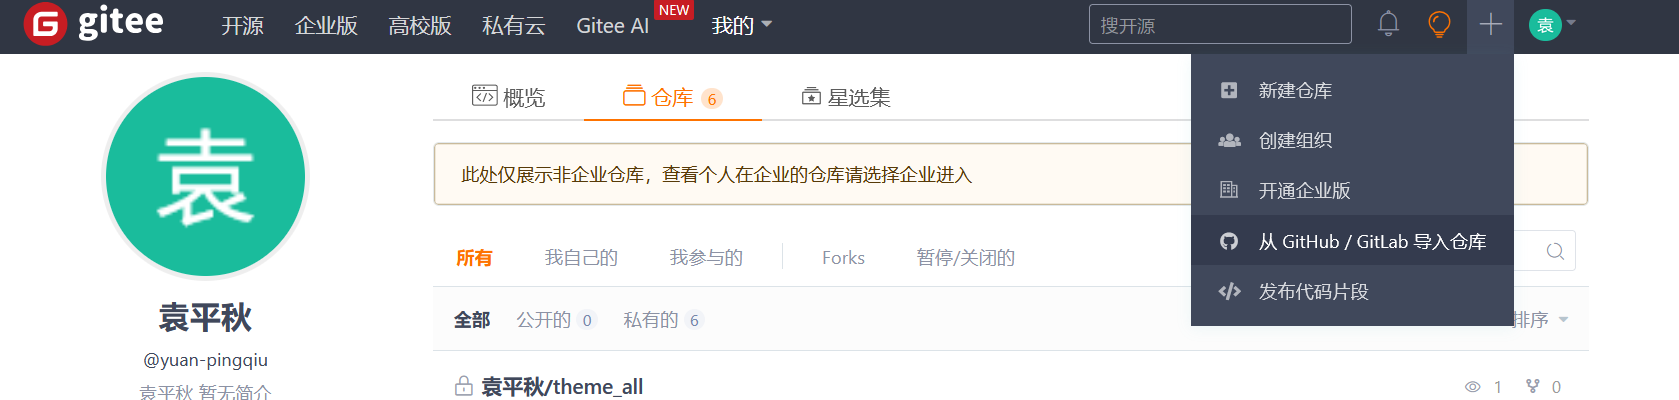 gitee 开源 企业版 高校版 私有云 Gitee AI NEW 我的 搜开源 袁
概览 仓库 6 星选集
新建仓库
创建组织
开通企业版
从 GitHub / GitLab 导入仓库
发布代码片段
此处仅展示非企业仓库，查看个人在企业的仓库请选择企业进入
所有 我自己的 我参与的 Forks 暂停/关闭的
全部 公开的 0 私有的 6 排序
袁平秋/theme_all 1 0
袁
袁平秋
@yuan-pingqiu
袁平秋 暂无简介